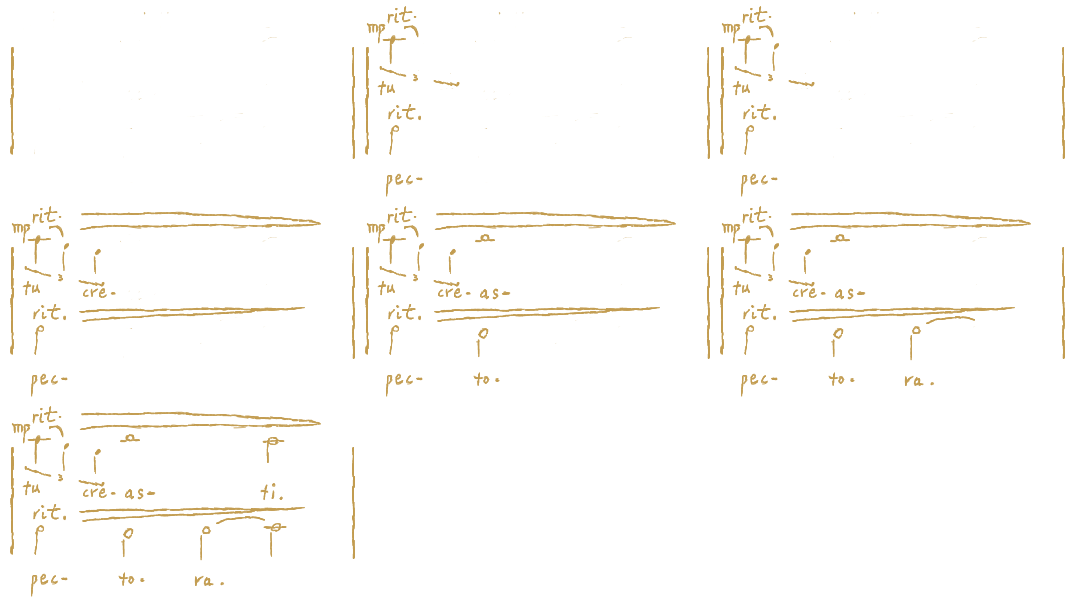 rit. rit.
mp mp
3 3
tu tu
rit. rit.
pec- pec-
rit. rit. rit.
mp mp mp
3 3 3
tu cre- tu cre- as- tu cre- as-
rit. rit. rit.
pec- pec- to. pec- to. ra.
rit.
mp
3
tu cre- as- ti.
rit.
pec- to. ra.